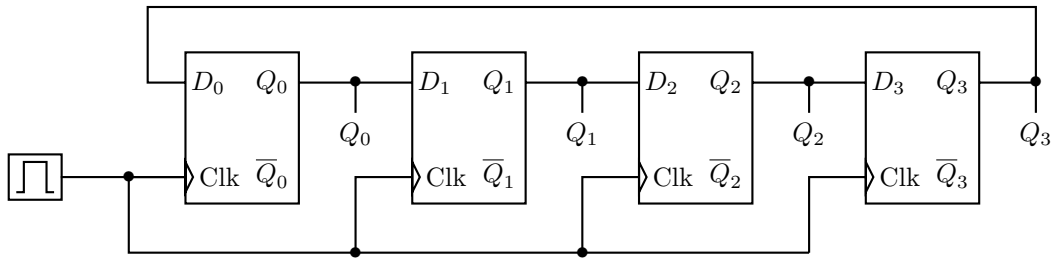 D₀ Q₀ D₁ Q₁ D₂ Q₂ D₃ Q₃
Q₀ Q₁ Q₂ Q₃
Clk Q̅₀ Clk Q̅₁ Clk Q̅₂ Clk Q̅₃